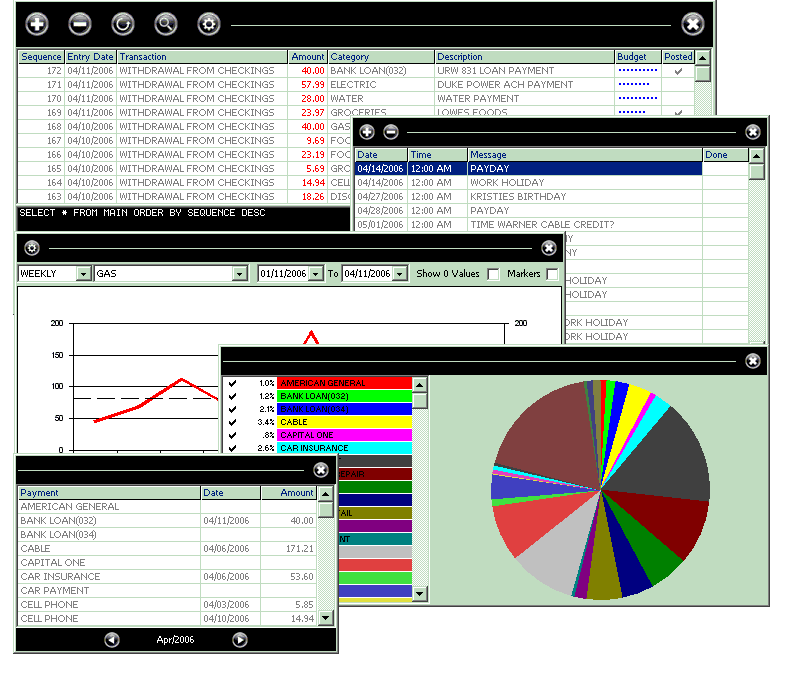 Sequence Entry Date Transaction Amount Category Description Budget Posted
172 04/11/2006 WITHDRAWAL FROM CHECKINGS 40.00 BANK LOAN(032) URW 831 LOAN PAYMENT
171 04/11/2006 WITHDRAWAL FROM CHECKINGS 57.99 ELECTRIC DUKE POWER ACH PAYMENT
170 04/11/2006 WITHDRAWAL FROM CHECKINGS 28.00 WATER WATER PAYMENT
169 04/11/2006 WITHDRAWAL FROM CHECKINGS 23.97 GROCERIES LOWES FOODS
168 04/10/2006 WITHDRAWAL FROM CHECKINGS 40.00 GAS
167 04/10/2006 WITHDRAWAL FROM CHECKINGS 9.69 FOO
166 04/10/2006 WITHDRAWAL FROM CHECKINGS 23.19 FOO
165 04/10/2006 WITHDRAWAL FROM CHECKINGS 5.69 GRO
164 04/10/2006 WITHDRAWAL FROM CHECKINGS 14.94 CELL
163 04/10/2006 WITHDRAWAL FROM CHECKINGS 18.26 DISC
SELECT * FROM MAIN ORDER BY SEQUENCE DESC
Date Time Message Done
04/14/2006 12:00 AM PAYDAY
04/14/2006 12:00 AM WORK HOLIDAY
04/27/2006 12:00 AM KRISTIES BIRTHDAY
04/28/2006 12:00 AM PAYDAY
05/01/2006 12:00 AM TIME WARNER CABLE CREDIT?
NY
OLIDAY
OLIDAY
ORK HOLIDAY
ORK HOLIDAY
WEEKLY GAS 01/11/2006 To 04/11/2006 Show 0 Values Markers
200 200
150
100
50
0
1.0% AMERICAN GENERAL
1.2% BANK LOAN(032)
2.1% BANK LOAN(034)
3.4% CABLE
.8% CAPITAL ONE
2.6% CAR INSURANCE
EPAIR
TAIL
NT
Payment Date Amount
AMERICAN GENERAL
BANK LOAN(032) 04/11/2006 40.00
BANK LOAN(034)
CABLE 04/06/2006 171.21
CAPITAL ONE
CAR INSURANCE 04/06/2006 53.60
CAR PAYMENT
CELL PHONE 04/03/2006 5.85
CELL PHONE 04/10/2006 14.94
Apr/2006